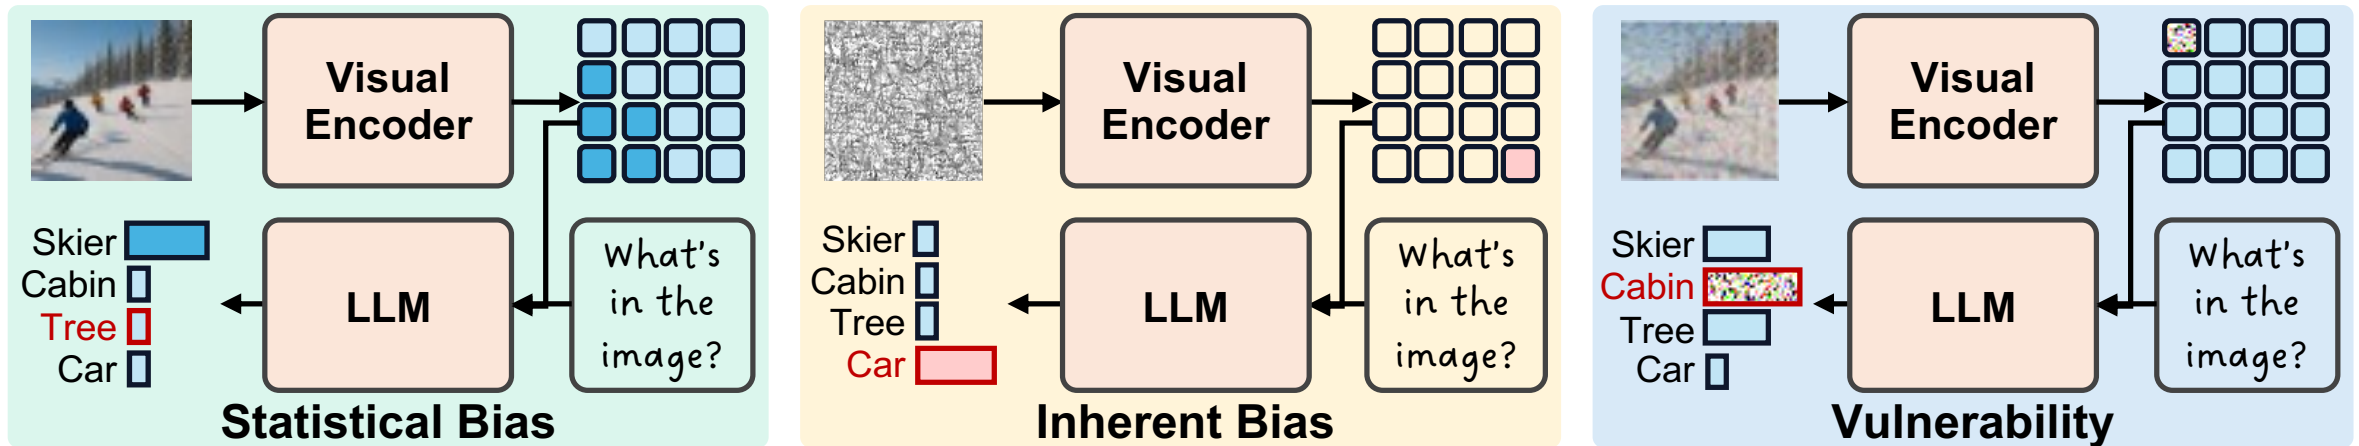 Visual
Encoder
Skier
Cabin
Tree
Car
LLM
What's
in the
image?
Statistical Bias
Visual
Encoder
Skier
Cabin
Tree
Car
LLM
What's
in the
image?
Inherent Bias
Visual
Encoder
Skier
Cabin
Tree
Car
LLM
What's
in the
image?
Vulnerability